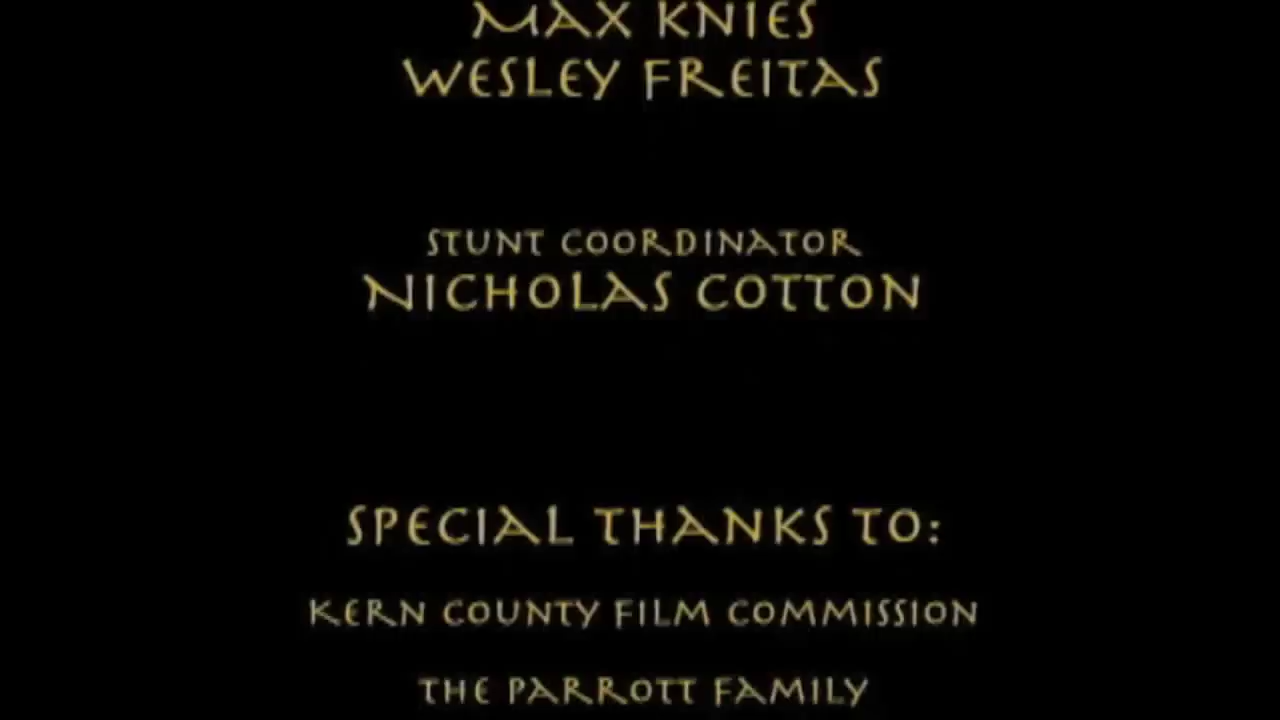 MAX KNIES
WESLEY FREITAS
STUNT COORDINATOR
NICHOLAS COTTON
SPECIAL THANKS TO:
KERN COUNTY FILM COMMISSION
THE PARROTT FAMILY